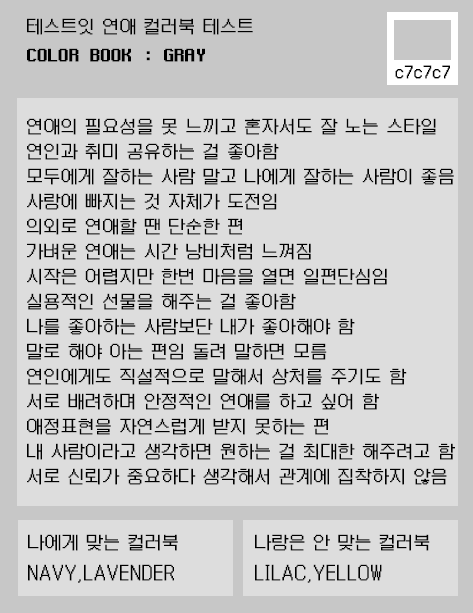 테스트잇 연애 컬러북 테스트
COLOR BOOK : GRAY
c7c7c7
연애의 필요성을 못 느끼고 혼자서도 잘 노는 스타일
연인과 취미 공유하는 걸 좋아함
모두에게 잘하는 사람 말고 나에게 잘하는 사람이 좋음
사랑에 빠지는 것 자체가 도전임
의외로 연애할 땐 단순한 편
가벼운 연애는 시간 낭비처럼 느껴짐
시작은 어렵지만 한번 마음을 열면 일편단심임
실용적인 선물을 해주는 걸 좋아함
나를 좋아하는 사람보단 내가 좋아해야 함
말로 해야 아는 편임 돌려 말하면 모름
연인에게도 직설적으로 말해서 상처를 주기도 함
서로 배려하며 안정적인 연애를 하고 싶어 함
애정표현을 자연스럽게 받지 못하는 편
내 사람이라고 생각하면 원하는 걸 최대한 해주려고 함
서로 신뢰가 중요하다 생각해서 관계에 집착하지 않음
나에게 맞는 컬러북
NAVY,LAVENDER
나랑은 안 맞는 컬러북
LILAC,YELLOW